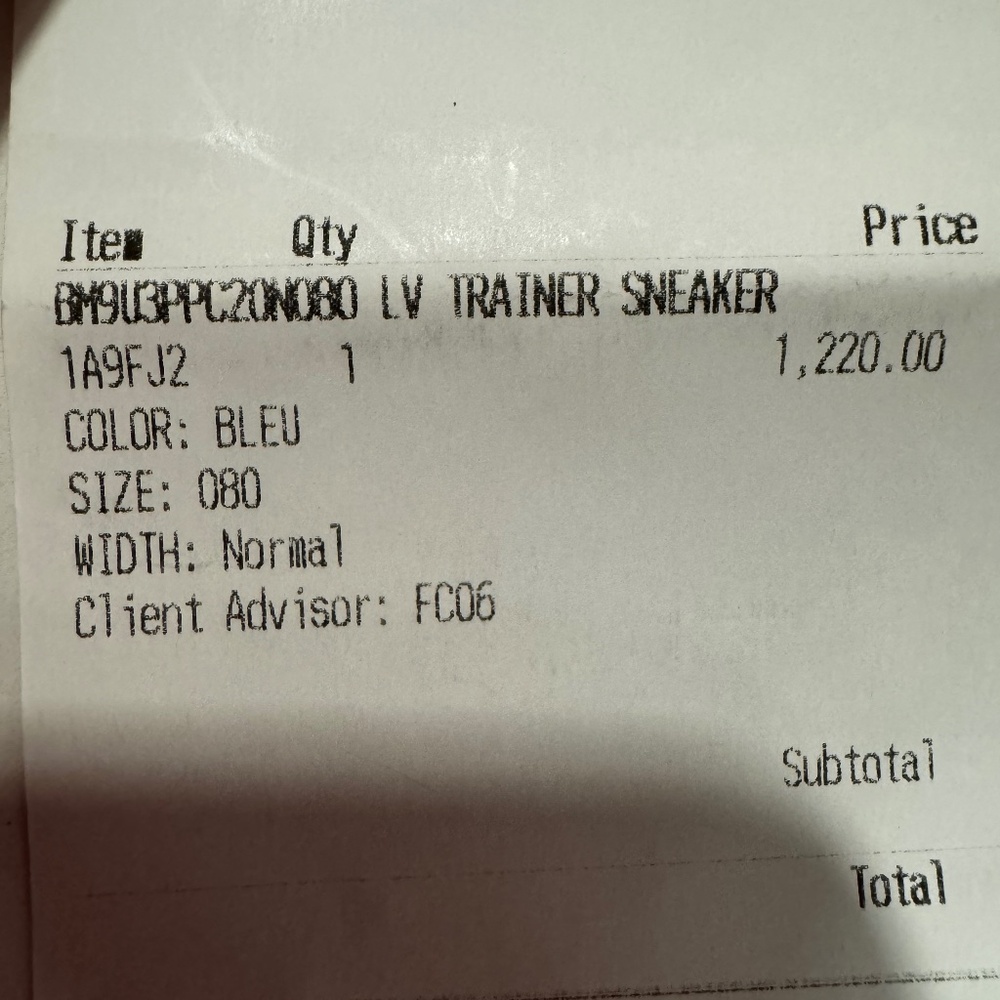 Item Qty Price
BM9U3PPC20N080 LV TRAINER SNEAKER
1A9FJ2 1 1,220.00
COLOR: BLEU
SIZE: 080
WIDTH: Normal
Client Advisor: FC06
Subtotal
Total